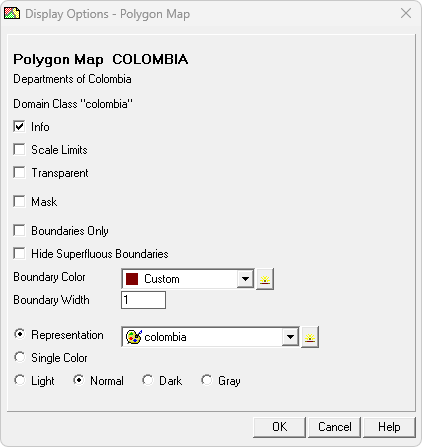 Display Options - Polygon Map
Polygon Map COLOMBIA
Departments of Colombia
Domain Class "colombia"
Info
Scale Limits
Transparent
Mask
Boundaries Only
Hide Superfluous Boundaries
Boundary Color Custom
Boundary Width 1
Representation colombia
Single Color
Light Normal Dark Gray
OK Cancel Help